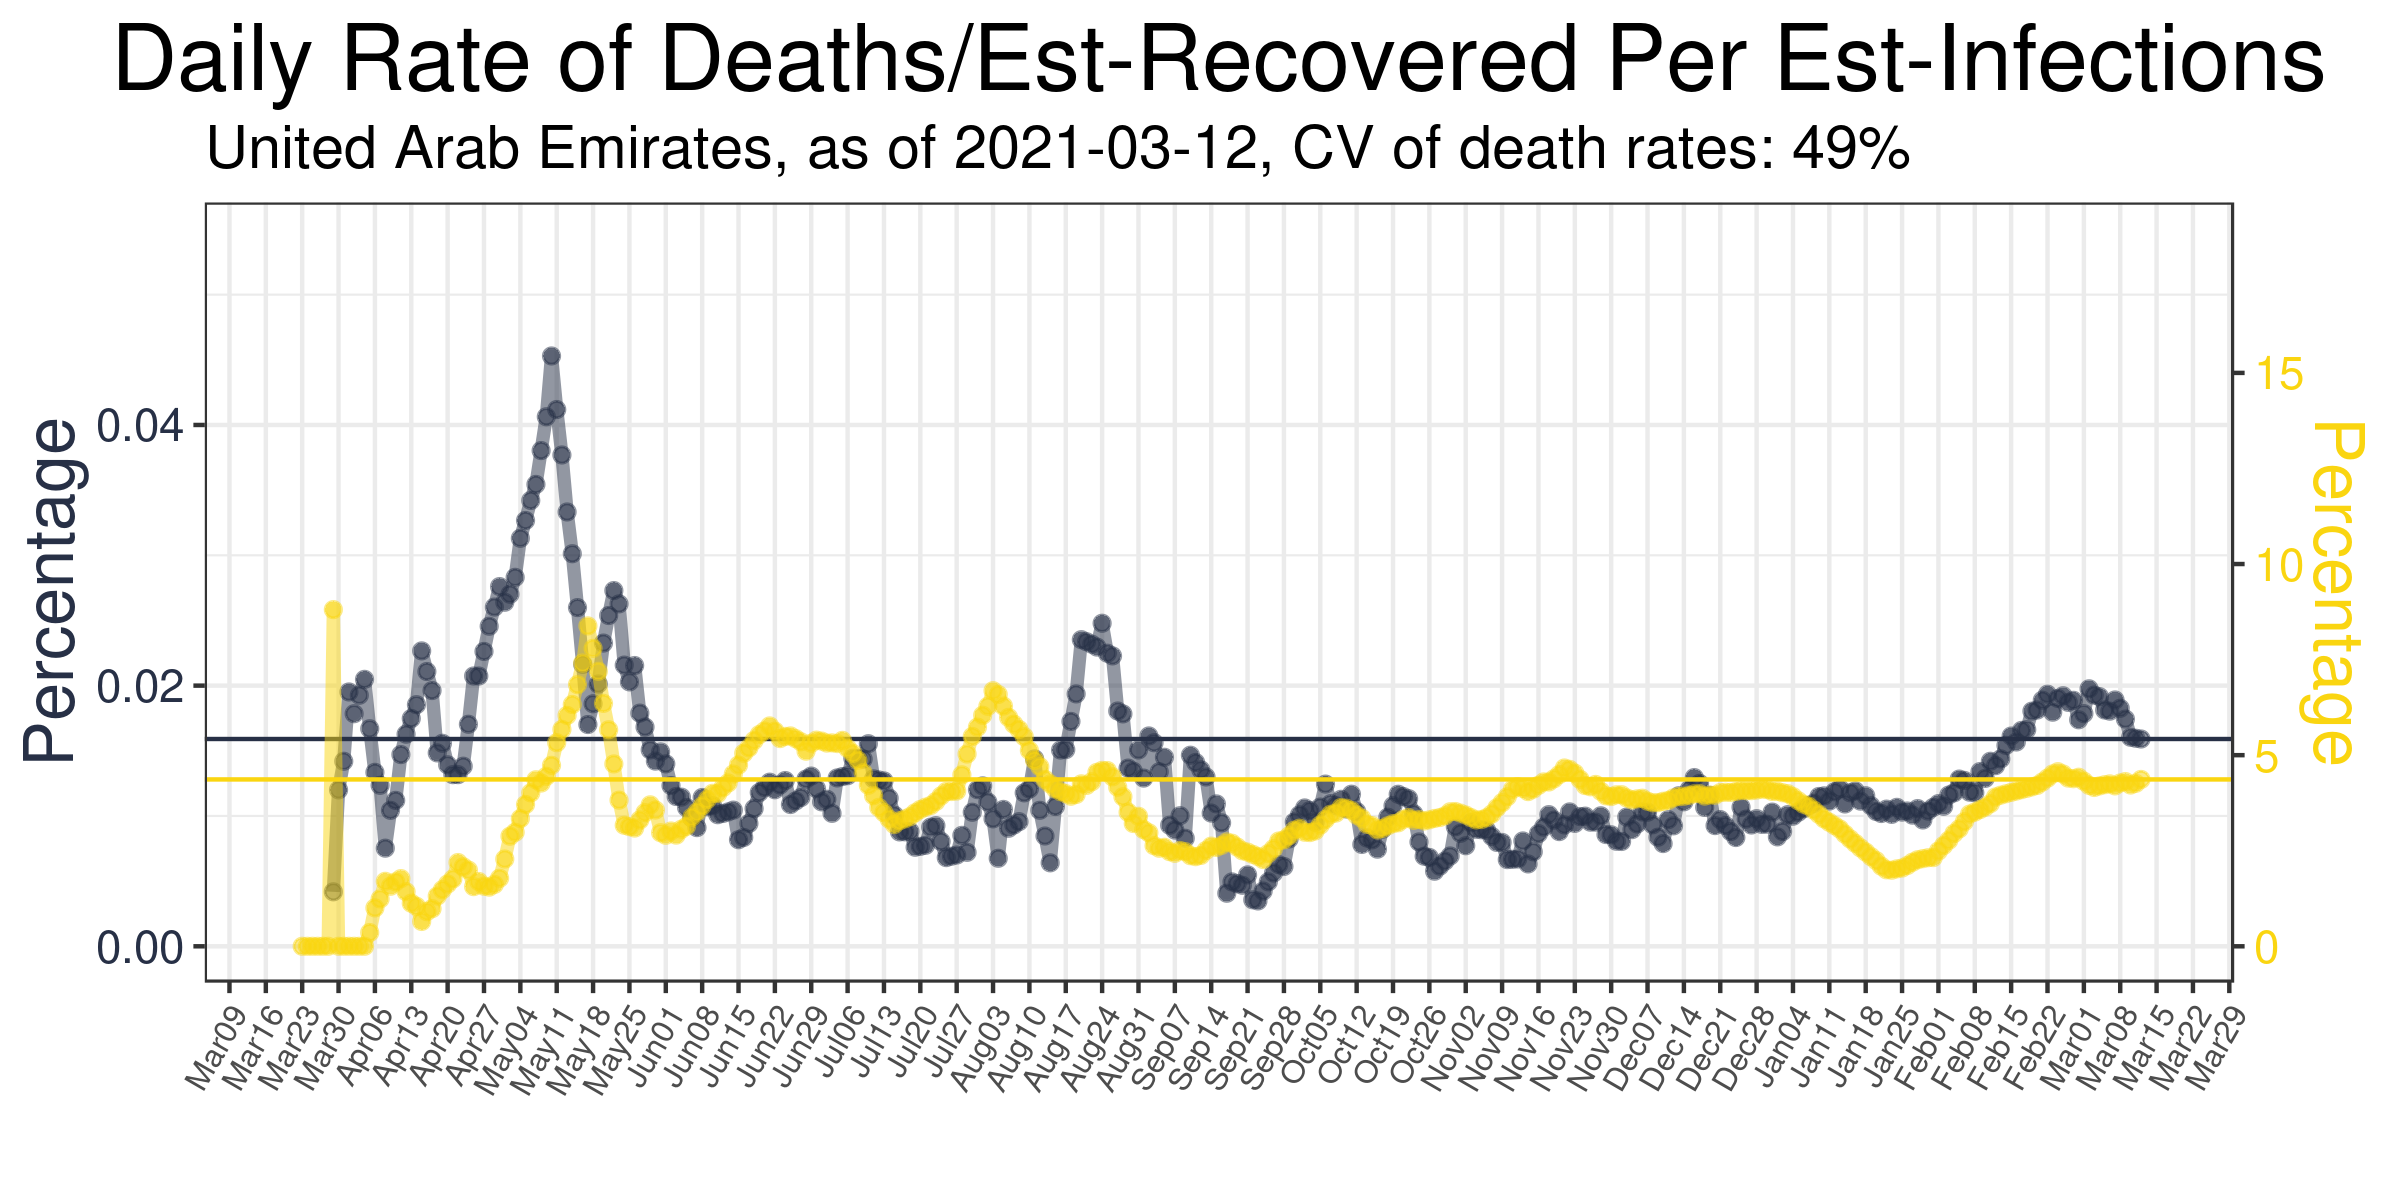 Daily Rate of Deaths/Est-Recovered Per Est-Infections
United Arab Emirates, as of 2021-03-12, CV of death rates: 49%
Percentage
0.04
0.02
0.00
15
10
5
0
Percentage
Mar09
Mar16
Mar23
Mar30
Apr06
Apr13
Apr20
Apr27
May04
May11
May18
May25
Jun01
Jun08
Jun15
Jun22
Jun29
Jul06
Jul13
Jul20
Jul27
Aug03
Aug10
Aug17
Aug24
Aug31
Sep07
Sep14
Sep21
Sep28
Oct05
Oct12
Oct19
Oct26
Nov02
Nov09
Nov16
Nov23
Nov30
Dec07
Dec14
Dec21
Dec28
Dec04
Jan11
Jan18
Jan25
Jan25
Feb01
Feb08
Feb15
Feb22
Mar01
Mar08
Mar15
Mar22
Mar29